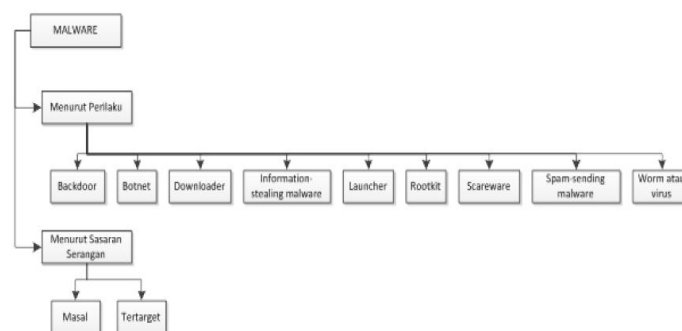 MALWARE
Menurut Perilaku
Backdoor
Botnet
Downloader
Information-
stealing malware
Launcher
Rootkit
Scareware
Spam-sending
malware
Worm atau
virus
Menurut Sasaran
Serangan
Masal
Tertarget